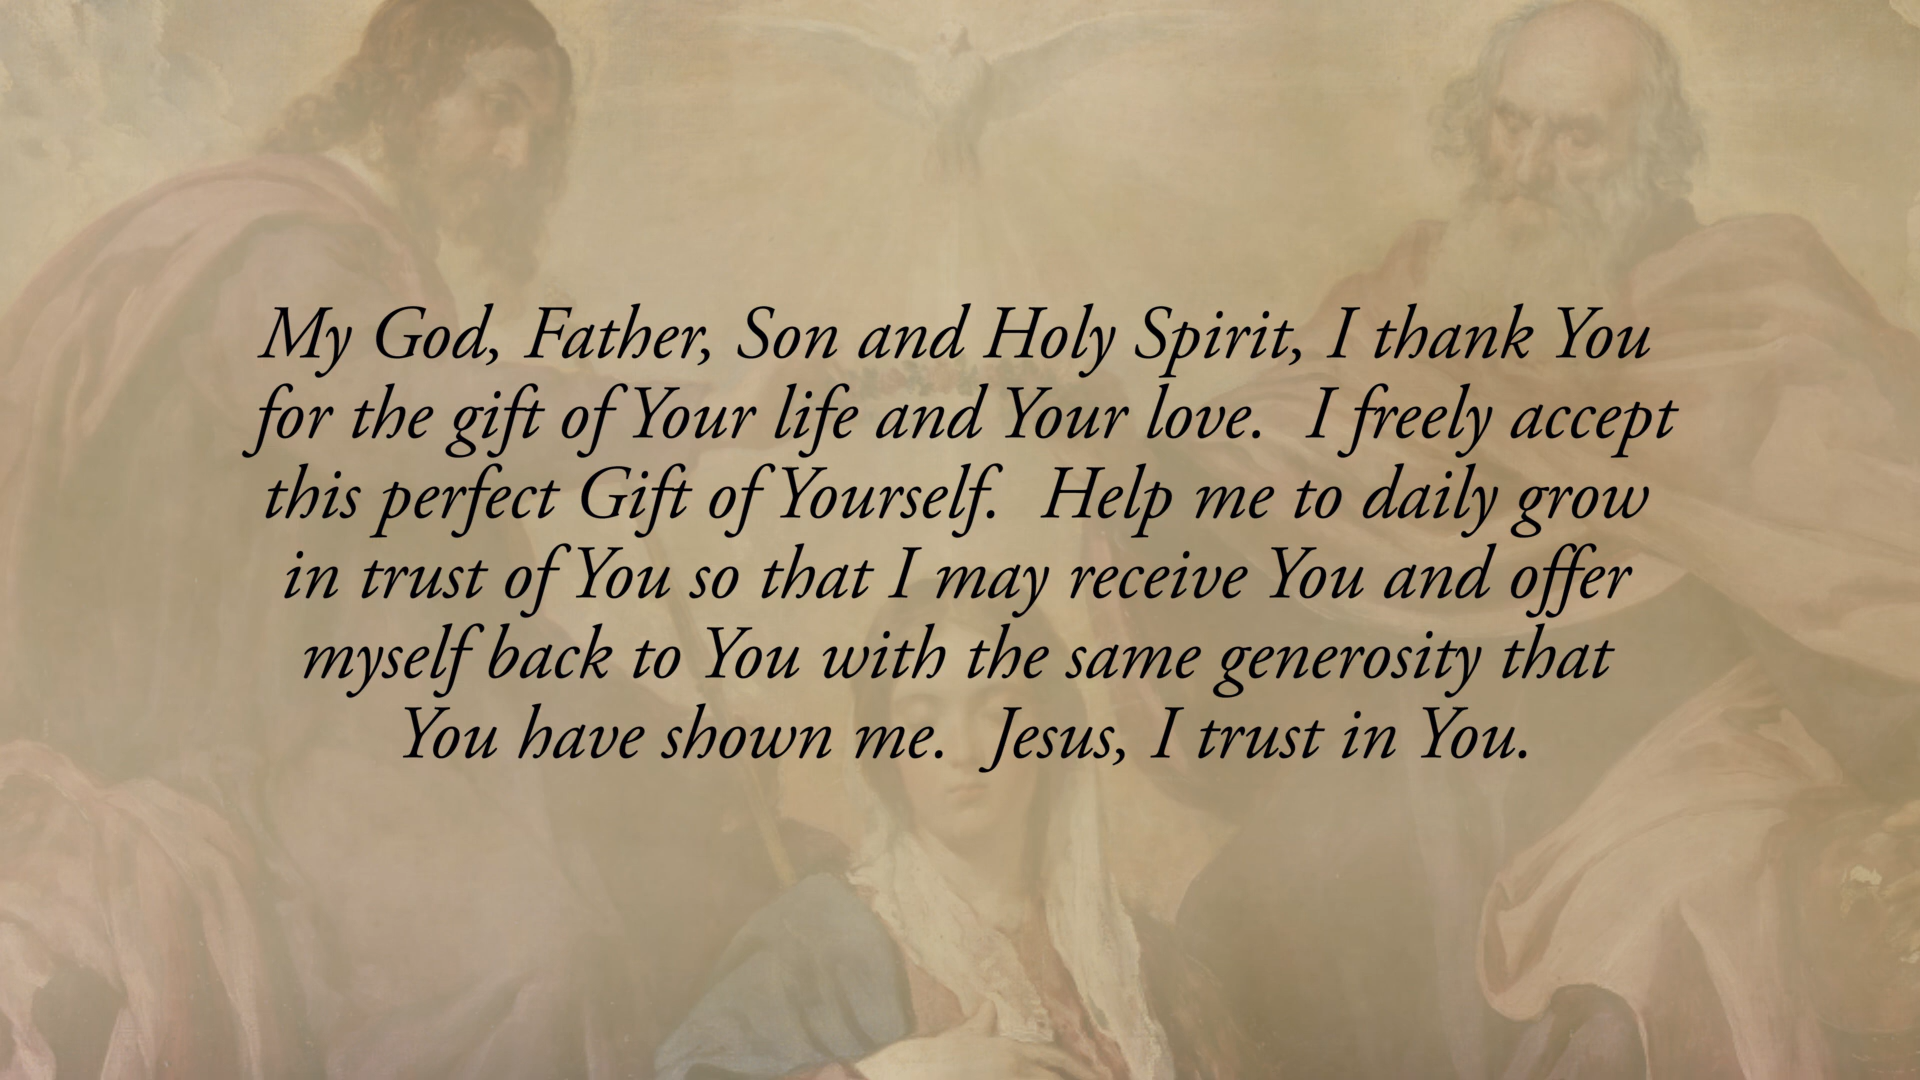 My God, Father, Son and Holy Spirit, I thank You
for the gift of Your life and Your love.  I freely accept
this perfect Gift of Yourself.  Help me to daily grow
in trust of You so that I may receive You and offer
myself back to You with the same generosity that
You have shown me.  Jesus, I trust in You.